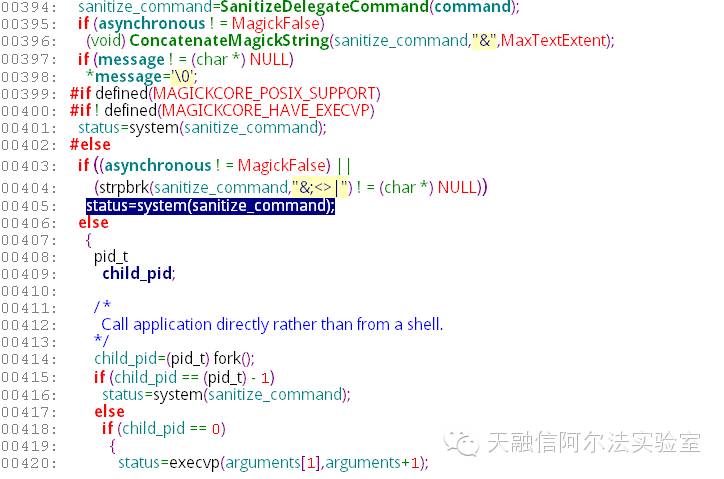 00394: sanitize_command=SanitizeDelegateCommand(command);
00395: if (asynchronous != MagickFalse)
00396: (void) ConcatenateMagickString(sanitize_command,"&",MaxTextExtent);
00397: if (message != (char *) NULL)
00398: *message='\0';
00399: #if defined(MAGICKCORE_POSIX_SUPPORT)
00400: #if ! defined(MAGICKCORE_HAVE_EXECVP)
00401: status=system(sanitize_command);
00402: #else
00403: if ((asynchronous != MagickFalse) ||
00404: (strpbrk(sanitize_command,"&;<>|") != (char *) NULL))
00405: status=system(sanitize_command);
00406: else
00407: {
00408: pid_t
00409: child_pid;
00410:
00411: /*
00412: Call application directly rather than from a shell.
00413: */
00414: child_pid=(pid_t) fork();
00415: if (child_pid == (pid_t) -1)
00416: status=system(sanitize_command);
00417: else
00418: if (child_pid == 0)
00419: {
00420: status=execvp(arguments[1],arguments+1);
天融信阿尔法实验室